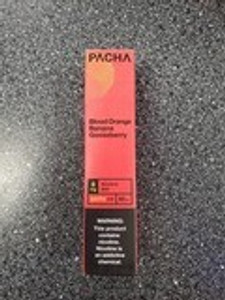 PACHA
Blood Orange
Banana
Gooseberry
WARNING:
This product
contains
nicotine.
Nicotine is
an addictive
chemical.